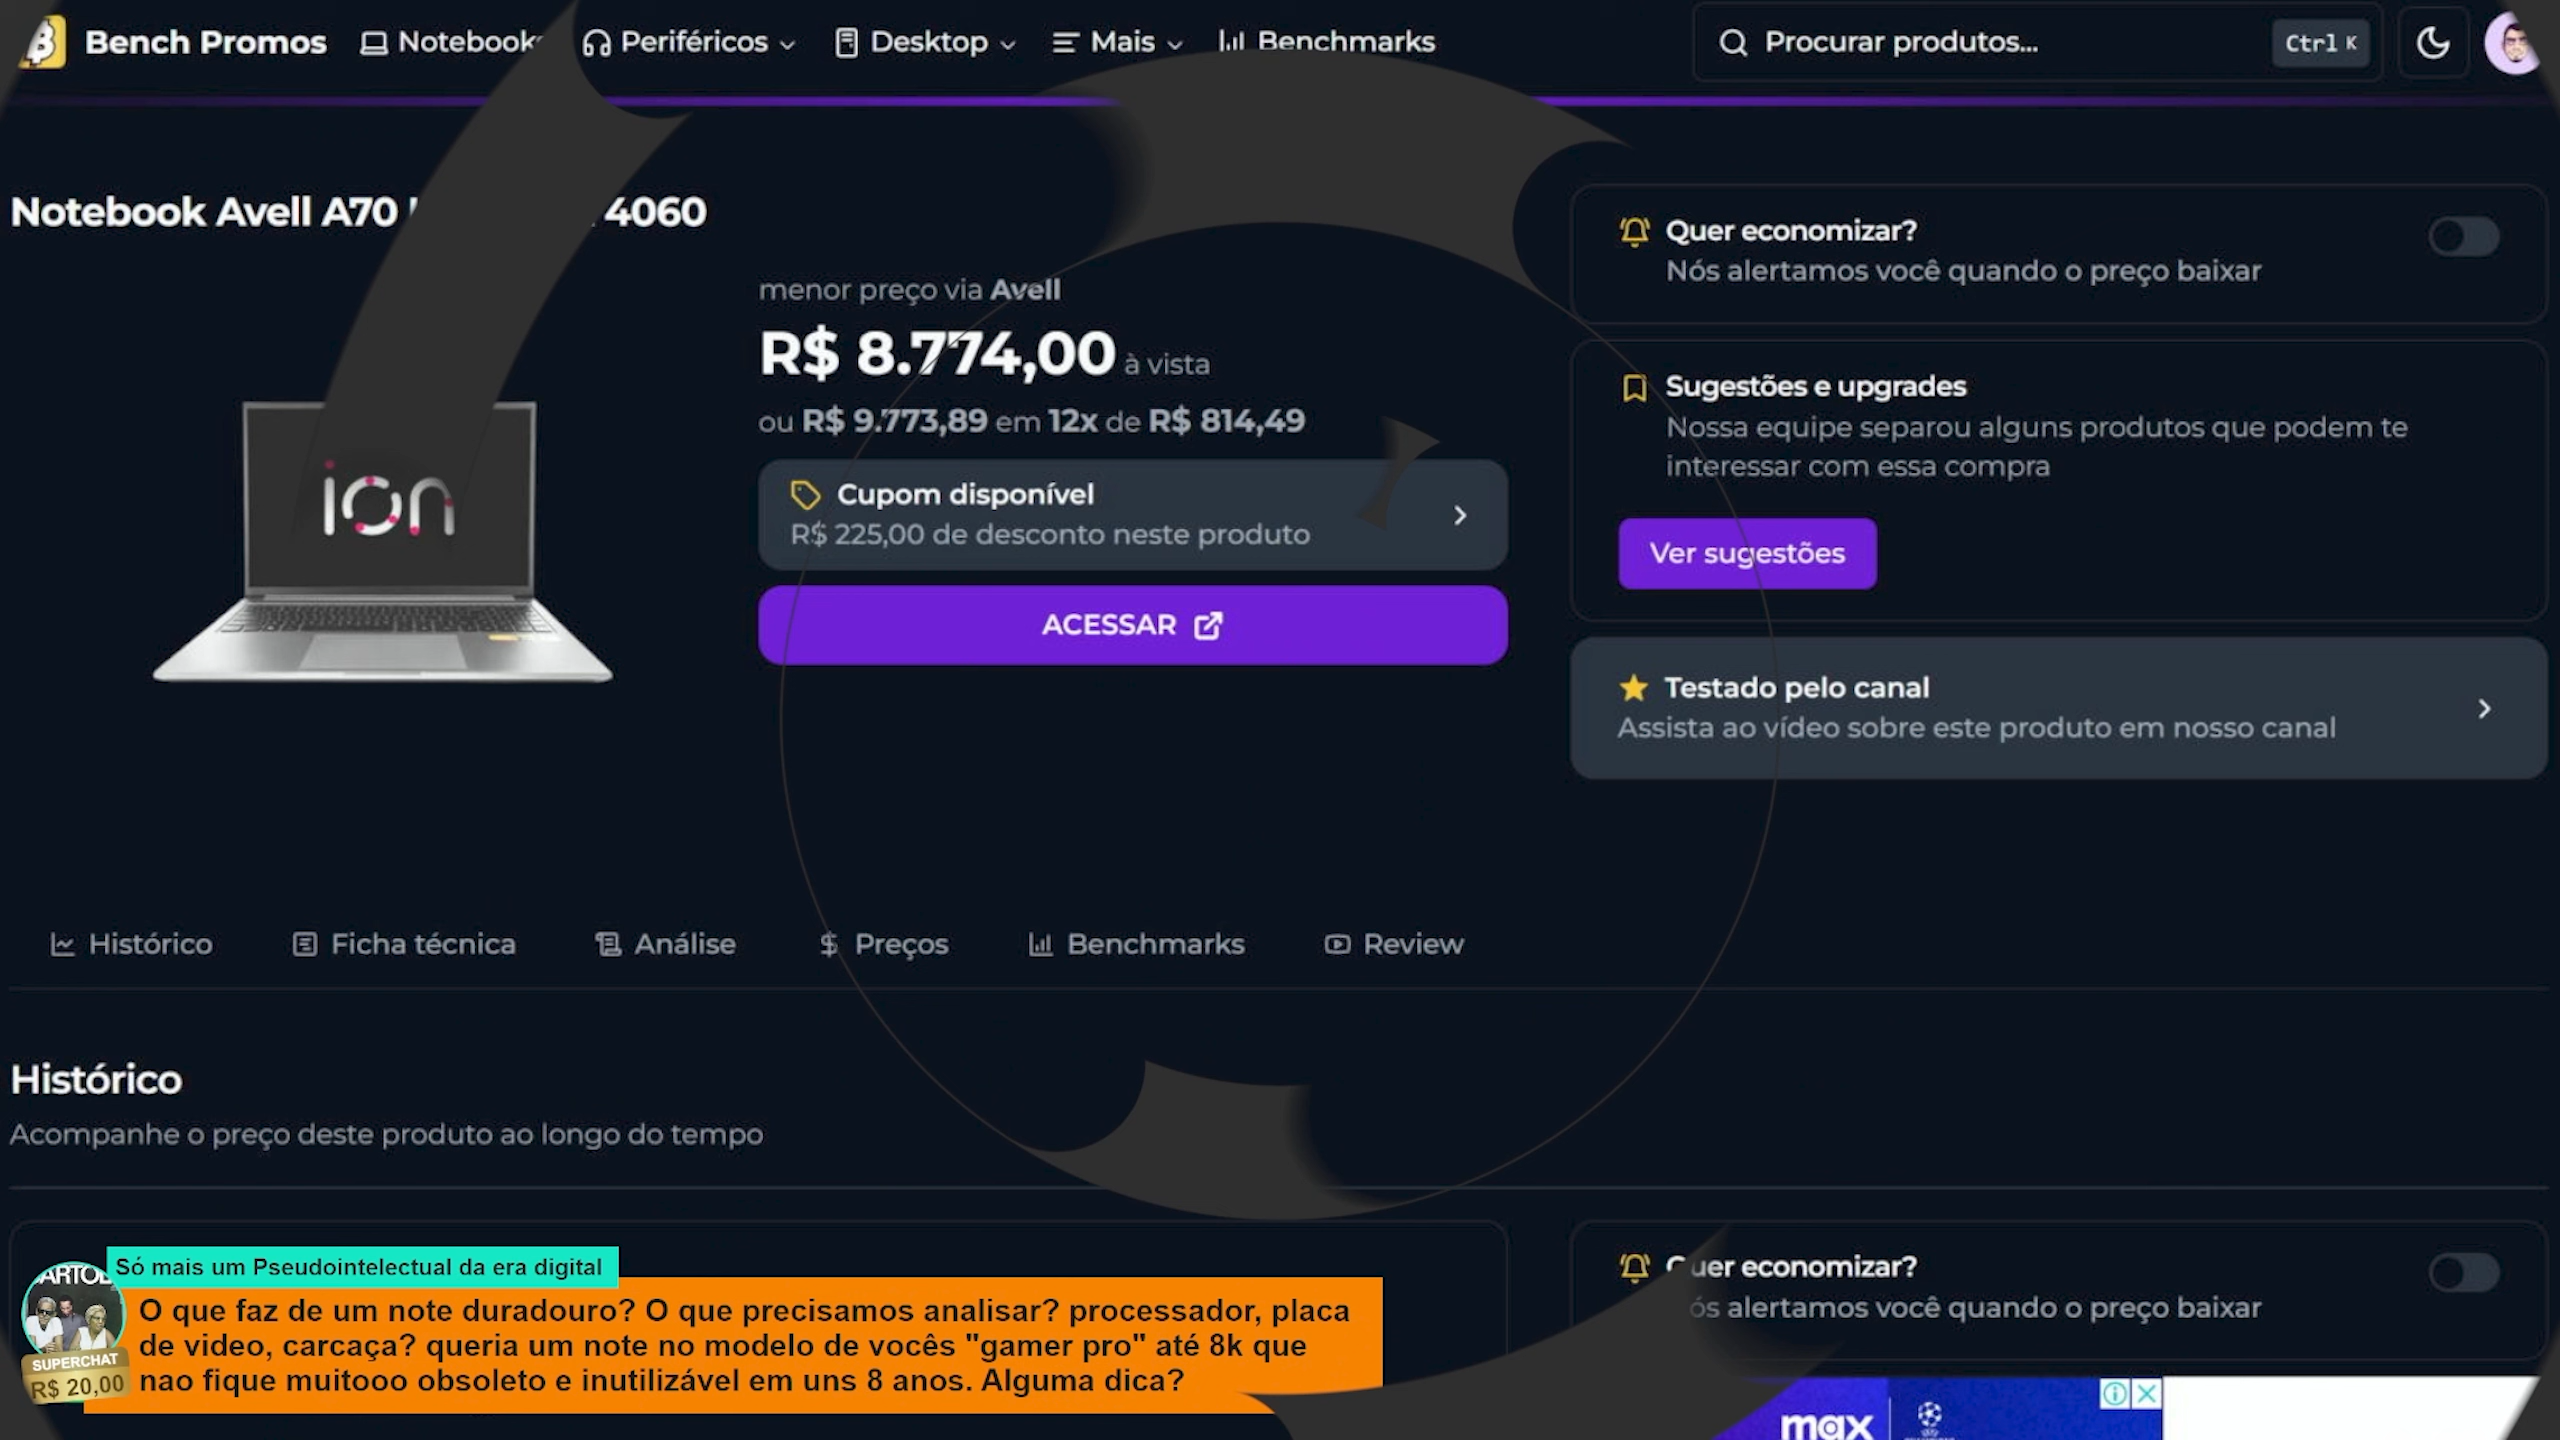 Bench Promos
Notebooks
Periféricos
Desktop
Mais
Benchmarks
Procurar produtos...
Ctrl K
Notebook Avell A70 4060
menor preço via Avell
R$ 8.774,00 à vista
ou R$ 9.773,89 em 12x de R$ 814,49
Cupom disponível
R$ 225,00 de desconto neste produto
ACESSAR
ion
Quer economizar?
Nós alertamos você quando o preço baixar
Sugestões e upgrades
Nossa equipe separou alguns produtos que podem te
interessar com essa compra
Ver sugestões
Testado pelo canal
Assista ao vídeo sobre este produto em nosso canal
Histórico
Ficha técnica
Análise
Preços
Benchmarks
Review
Histórico
Acompanhe o preço deste produto ao longo do tempo
Quer economizar?
Nós alertamos você quando o preço baixar
Só mais um Pseudointelectual da era digital
O que faz de um note duradouro? O que precisamos analisar? processador, placa
de video, carcaça? queria um note no modelo de vocês "gamer pro" até 8k que
nao fique muitooo obsoleto e inutilizável em uns 8 anos. Alguma dica?
SUPERCHAT
R$ 20,00
max